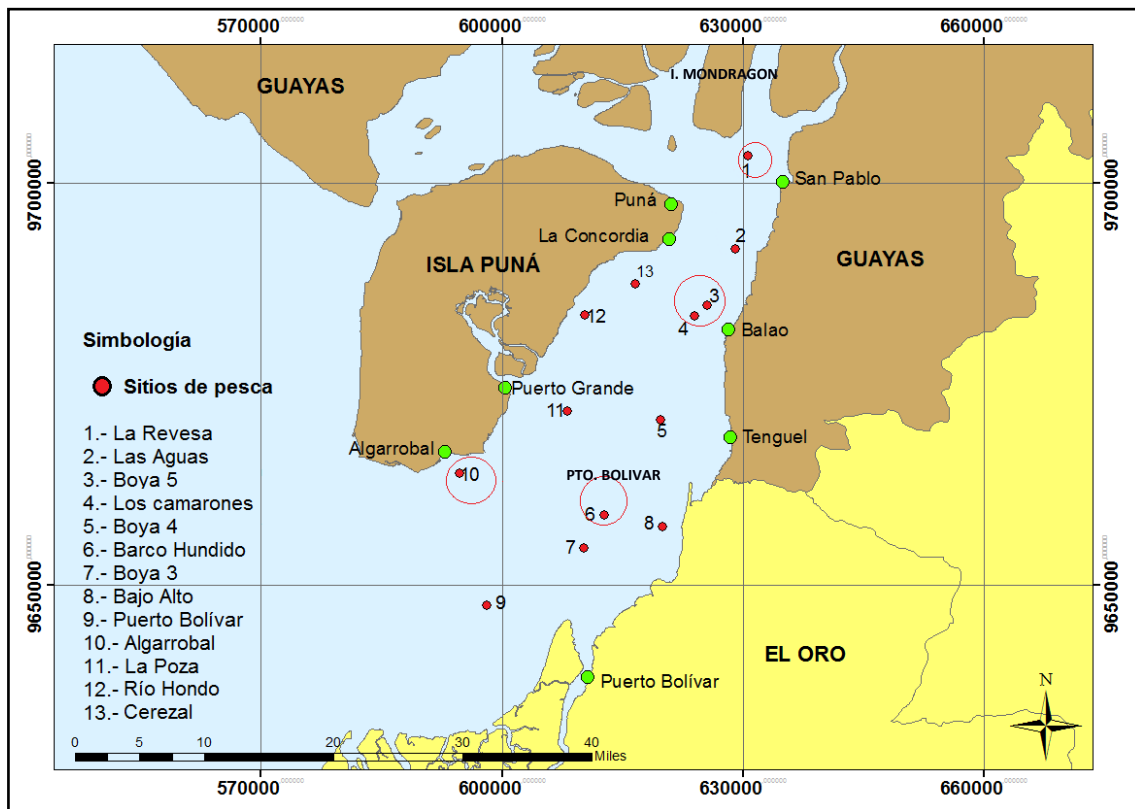 570000 600000 630000 660000
I. MONDRAGON
GUAYAS
9700000
9700000
1
San Pablo
Puná
La Concordia
2
ISLA PUNÁ
GUAYAS
13
3
12
4
Balao
Simbología
Sitios de pesca
Puerto Grande
11
5
Tenguel
Algarrobal
10
PTO. BOLIVAR
6
8
7
1.- La Revesa
2.- Las Aguas
3.- Boya 5
4.- Los camarones
5.- Boya 4
6.- Barco Hundido
7.- Boya 3
8.- Bajo Alto
9.- Puerto Bolívar
10.- Algarrobal
11.- La Poza
12.- Río Hondo
13.- Cerezal
9650000
9650000
9
EL ORO
Puerto Bolívar
N
0 5 10 20 30 40
Miles
570000 600000 630000 660000